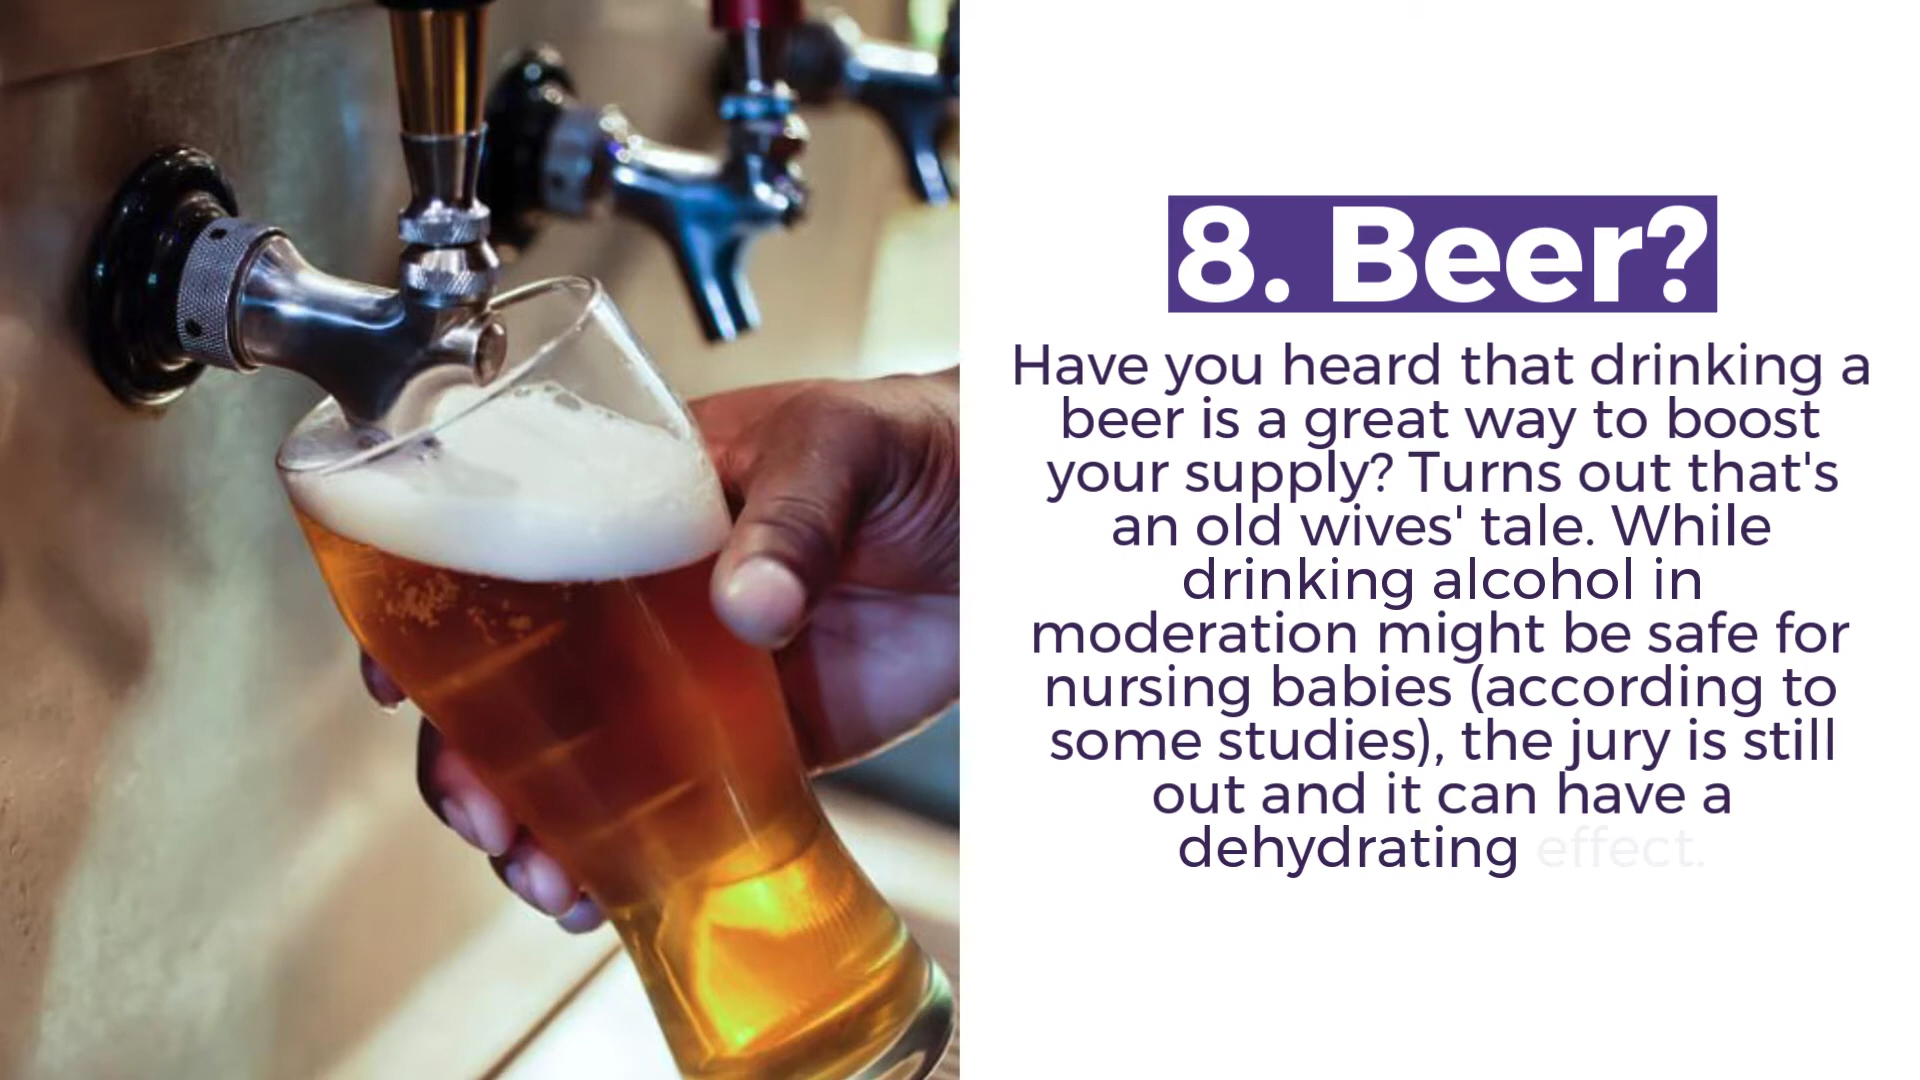 8. Beer?
Have you heard that drinking a
beer is a great way to boost
your supply? Turns out that's
an old wives' tale. While
drinking alcohol in
moderation might be safe for
nursing babies (according to
some studies), the jury is still
out and it can have a
dehydrating effect.